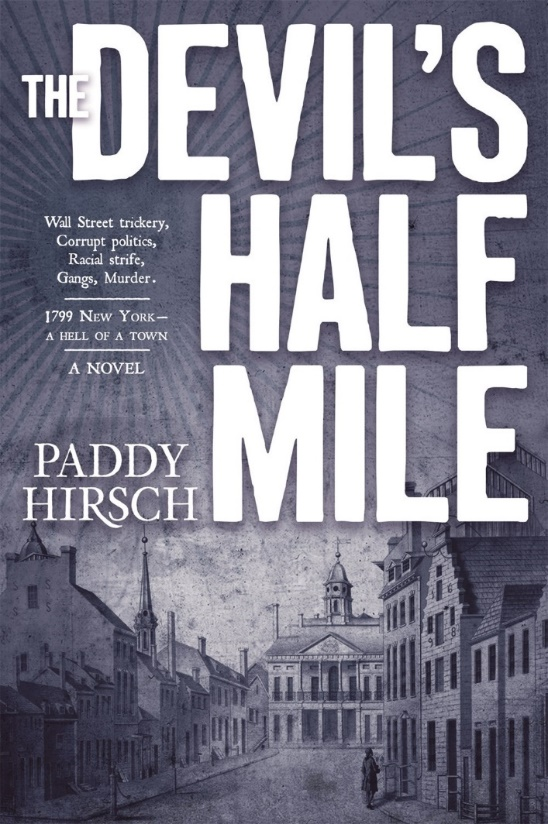 THE DEVIL'S
HALF
MILE
Wall Street trickery,
Corrupt politics,
Racial strife,
Gangs, Murder.
1799 New York—
a hell of a town
A NOVEL
PADDY
HIRSCH